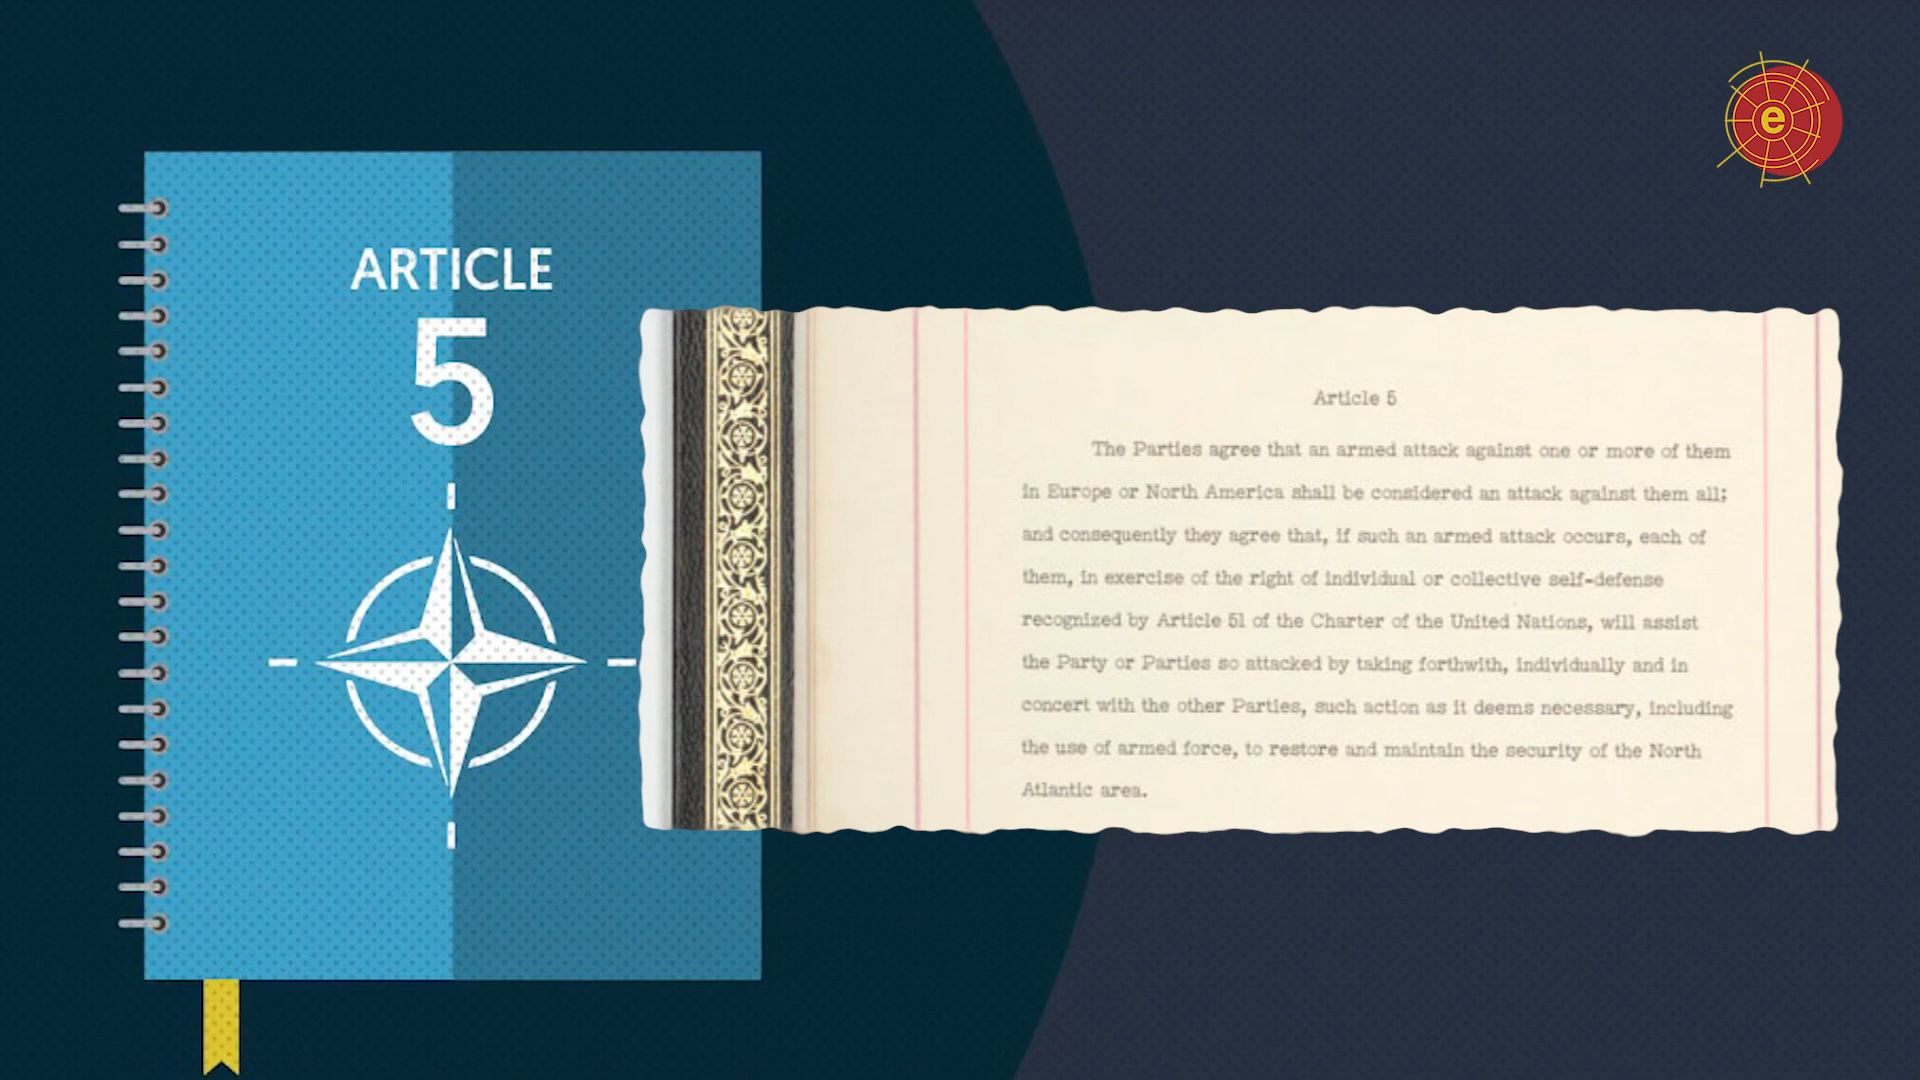 e
ARTICLE
5
Article 5
The Parties agree that an armed attack against one or more of them
in Europe or North America shall be considered an attack against them all;
and consequently they agree that, if such an armed attack occurs, each of
them, in exercise of the right of individual or collective self-defense
recognized by Article 51 of the Charter of the United Nations, will assist
the Party or Parties so attacked by taking forthwith, individually and in
concert with the other Parties, such action as it deems necessary, including
the use of armed force, to restore and maintain the security of the North
Atlantic area.